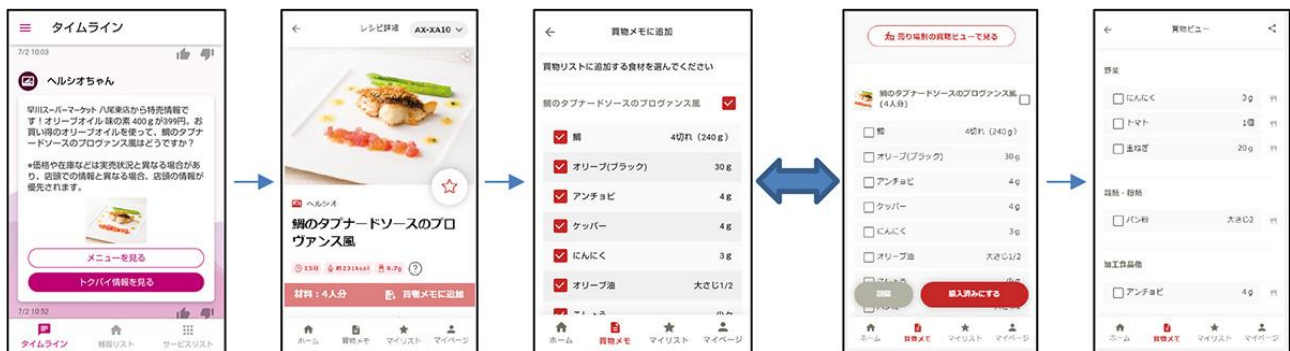 タイムライン
7/2 10:03
ヘルシオちゃん
早川スーパーマーケット 八尾東店から特売情報で
す！オリーブオイル 味の素 400gが399円。お
買い得のオリーブオイルを使って、鯛のタプナ
ードソースのプロヴァンス風はどうですか？
*価格や在庫などは実売状況と異なる場合があ
り、店頭での情報と異なる場合、店頭の情報が
優先されます。
メニューを見る
トクバイ情報を見る
7/2 10:52
タイムライン
機器リスト
サービスリスト
レシピ詳細
AX-XA10
ヘルシオ
鯛のタプナードソースのプロ
ヴァンス風
15分
約231kcal
0.7g
材料：4人分
買物メモに追加
ホーム
買物メモ
マイリスト
マイページ
買物メモに追加
買物リストに追加する食材を選んでください
鯛のタプナードソースのプロヴァンス風
鯛 4切れ（240g）
オリーブ(ブラック) 30g
アンチョビ 4g
ケッパー 4g
にんにく 3g
オリーブ油 大さじ1/2
こしょう 少々
ホーム
買物メモ
マイリスト
マイページ
売り場別の買物ビューで見る
鯛のタプナードソースのプロヴァンス風
(4人分)
鯛 4切れ（240g）
オリーブ(ブラック) 30g
アンチョビ 4g
ケッパー 4g
にんにく 3g
オリーブ油 大さじ1/2
購入済みにする
ホーム
買物メモ
マイリスト
マイページ
買物ビュー
野菜
にんにく 3g
トマト 1個
玉ねぎ 20g
穀類・粉類
パン粉 大さじ2
加工食品他
アンチョビ 4g
ホーム
買物メモ
マイリスト
マイページ